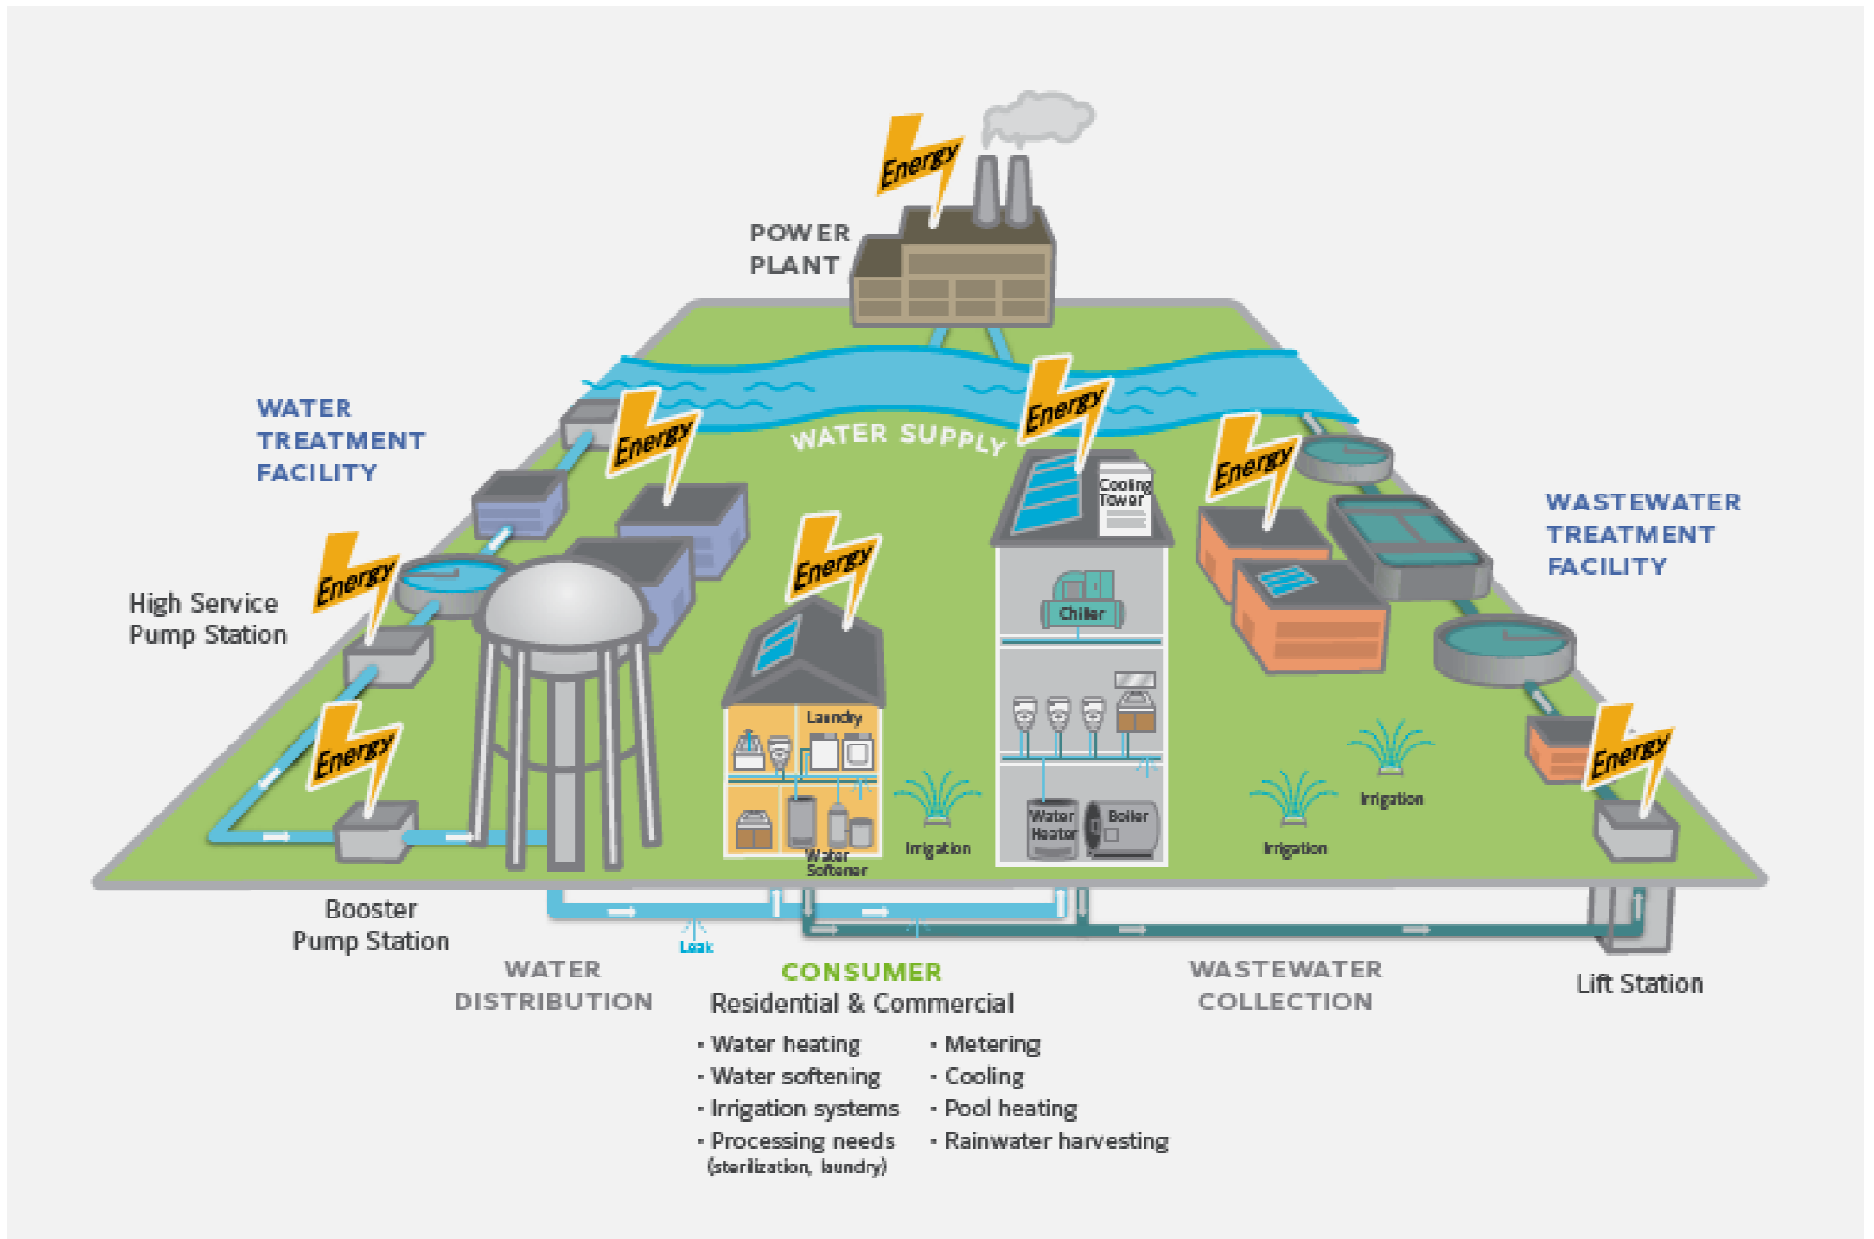 Energy
POWER
PLANT
Energy
WATER
TREATMENT
FACILITY
Energy
WATER SUPPLY
Energy
WASTEWATER
TREATMENT
FACILITY
Cooling
Tower
Energy
Energy
High Service
Pump Station
Chiller
Energy
Laundry
Energy
Irrigation
Water
Heater
Boiler
Irrigation
Irrigation
Water
Softener
Booster
Pump Station
Leak
WATER
DISTRIBUTION
CONSUMER
Residential & Commercial
WASTEWATER
COLLECTION
Lift Station
- Water heating
- Water softening
- Irrigation systems
- Processing needs
(sterilization, laundry)
- Metering
- Cooling
- Pool heating
- Rainwater harvesting